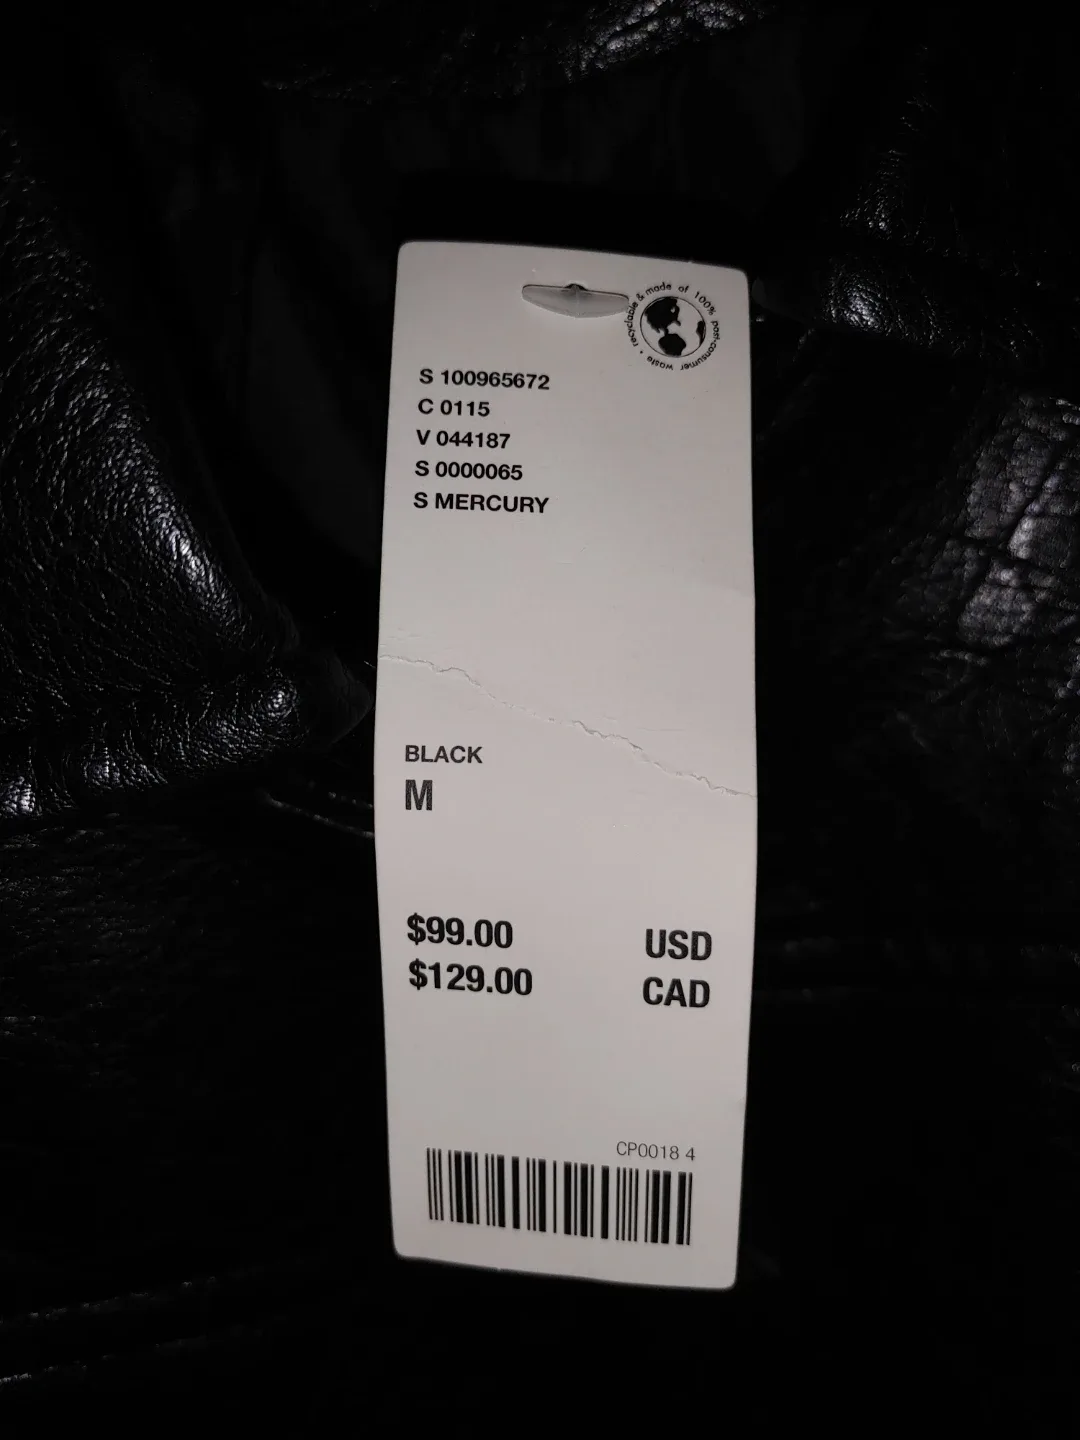 recyclable & made of 100% post-consumer waste •
S 100965672
C 0115
V 044187
S 0000065
S MERCURY
BLACK
M
$99.00 USD
$129.00 CAD
CP0018 4